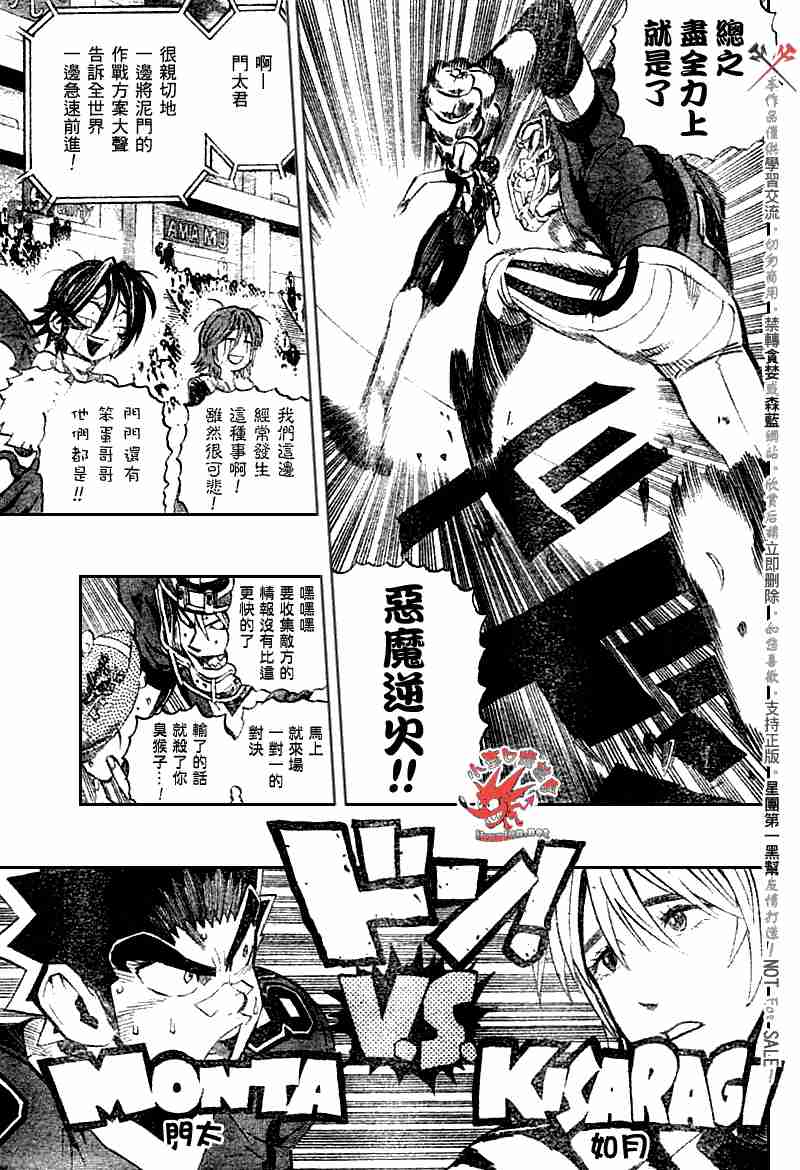 總之
盡全力上
就是了
惡魔逆火!!
啊ー
門太君
很親切地
一邊將泥門的
作戰方案大聲
告訴全世界
一邊急速前進!
AMA MU
我們這邊
經常發生
這種事啊!
雖然很可悲!
門門還有
笨蛋哥哥
他們都是!!
嘿嘿嘿
要收集敵方的
情報沒有比這
更快的了
馬上
就來場
一對一的
對決
輸了的話
就殺了你
臭猴子…!
ドン!
V.S.
MONTA
門太
KISARAGI
如月
本作品僅供學習交流,勿勿商用,禁轉貪婪或森藍網站,欣賞后請立即刪除,如您喜歡,支持正版,星團第一黑幫友情打造!NOT For SALE